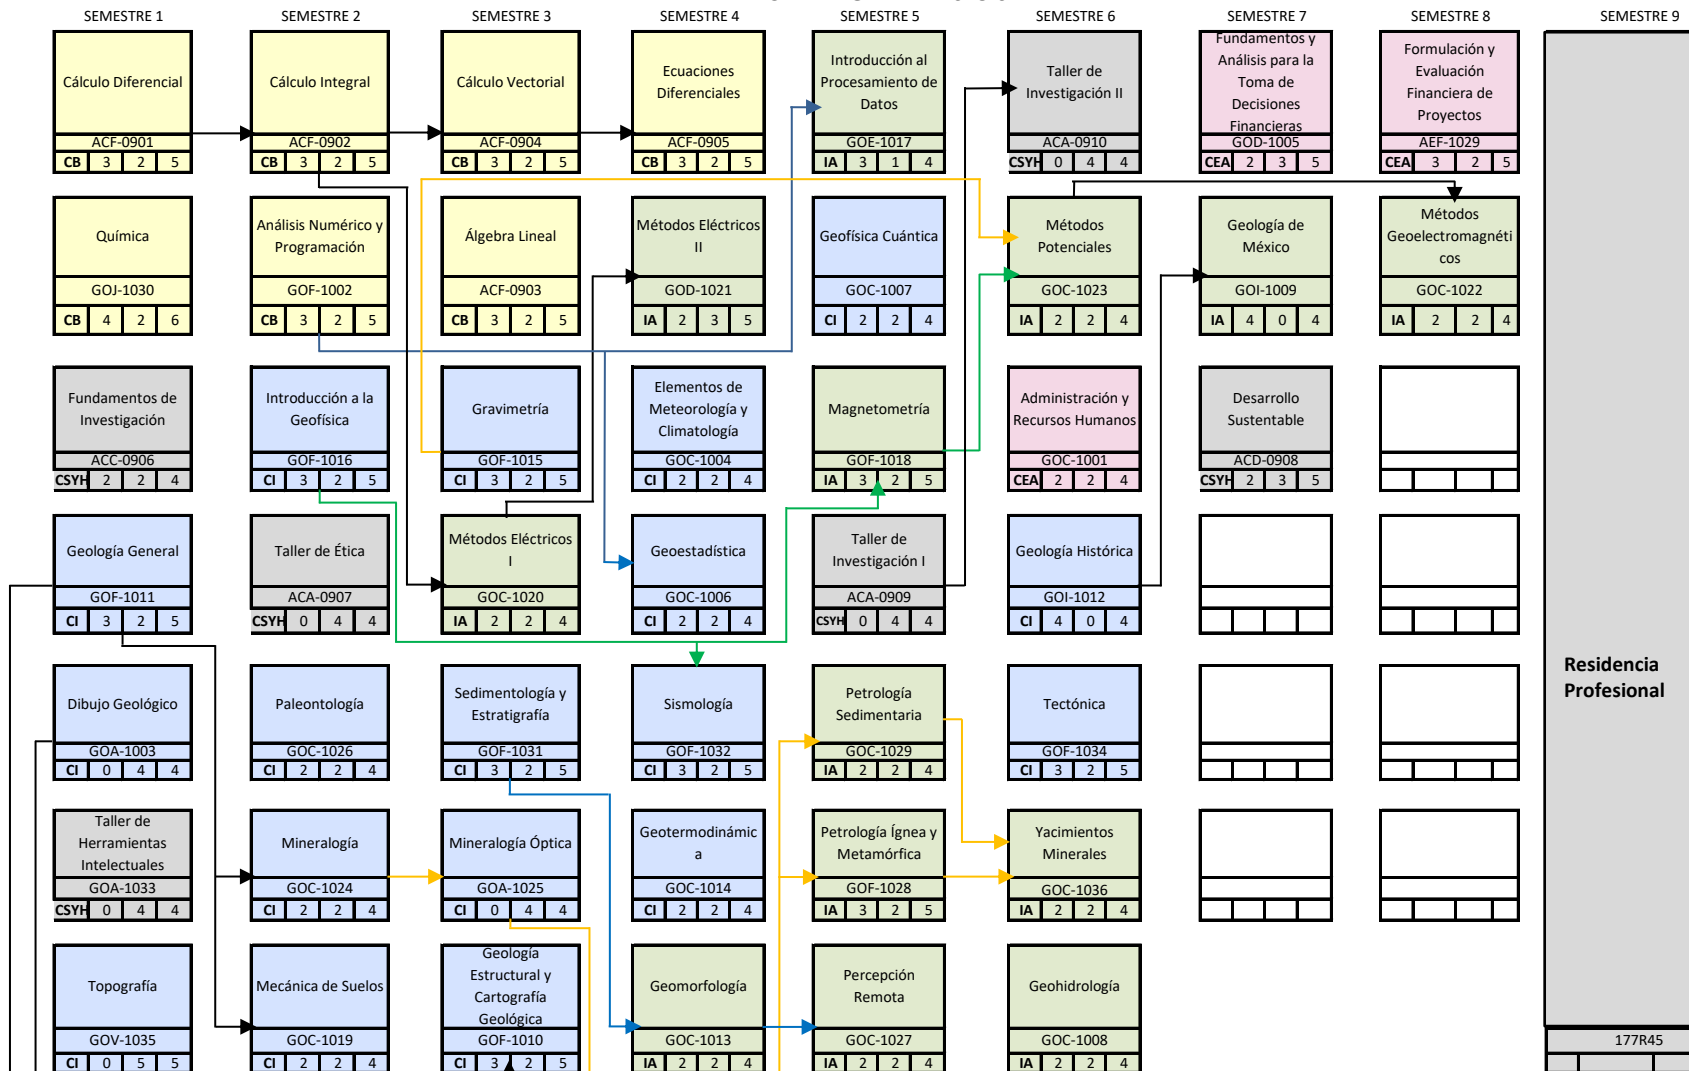 SEMESTRE 1 SEMESTRE 2 SEMESTRE 3 SEMESTRE 4 SEMESTRE 5 SEMESTRE 6 SEMESTRE 7 SEMESTRE 8 SEMESTRE 9
Cálculo Diferencial
ACF-0901
CB 3 2 5
Cálculo Integral
ACF-0902
CB 3 2 5
Cálculo Vectorial
ACF-0904
CB 3 2 5
Ecuaciones
Diferenciales
ACF-0905
CB 3 2 5
Introducción al
Procesamiento de
Datos
GOE-1017
IA 3 1 4
Taller de
Investigación II
ACA-0910
CSYH 0 4 4
Fundamentos y
Análisis para la
Toma de
Decisiones
Financieras
GOD-1005
CEA 2 3 5
Formulación y
Evaluación
Financiera de
Proyectos
AEF-1029
CEA 3 2 5
Química
GOJ-1030
CB 4 2 6
Análisis Numérico y
Programación
GOF-1002
CB 3 2 5
Álgebra Lineal
ACF-0903
CB 3 2 5
Métodos Eléctricos
II
GOD-1021
IA 2 3 5
Geofísica Cuántica
GOC-1007
CI 2 2 4
Métodos
Potenciales
GOC-1023
IA 2 2 4
Geología de
México
GOI-1009
IA 4 0 4
Métodos
Geoelectromagnéti
cos
GOC-1022
IA 2 2 4
Fundamentos de
Investigación
ACC-0906
CSYH 2 2 4
Introducción a la
Geofísica
GOF-1016
CI 3 2 5
Gravimetría
GOF-1015
CI 3 2 5
Elementos de
Meteorología y
Climatología
GOC-1004
CI 2 2 4
Magnetometría
GOF-1018
IA 3 2 5
Administración y
Recursos Humanos
GOC-1001
CEA 2 2 4
Desarrollo
Sustentable
ACD-0908
CSYH 2 3 5
Geología General
GOF-1011
CI 3 2 5
Taller de Ética
ACA-0907
CSYH 0 4 4
Métodos Eléctricos
I
GOC-1020
IA 2 2 4
Geoestadística
GOC-1006
CI 2 2 4
Taller de
Investigación I
ACA-0909
CSYH 0 4 4
Geología Histórica
GOI-1012
CI 4 0 4
Dibujo Geológico
GOA-1003
CI 0 4 4
Paleontología
GOC-1026
CI 2 2 4
Sedimentología y
Estratigrafía
GOF-1031
CI 3 2 5
Sismología
GOF-1032
CI 3 2 5
Petrología
Sedimentaria
GOC-1029
IA 2 2 4
Tectónica
GOF-1034
CI 3 2 5
Residencia
Profesional
Taller de
Herramientas
Intelectuales
GOA-1033
CSYH 0 4 4
Mineralogía
GOC-1024
CI 2 2 4
Mineralogía Óptica
GOA-1025
CI 0 4 4
Geotermodinámic
a
GOC-1014
CI 2 2 4
Petrología Ígnea y
Metamórfica
GOF-1028
IA 3 2 5
Yacimientos
Minerales
GOC-1036
IA 2 2 4
Topografía
GOV-1035
CI 0 5 5
Mecánica de Suelos
GOC-1019
CI 2 2 4
Geología
Estructural y
Cartografía
Geológica
GOF-1010
CI 3 2 5
Geomorfología
GOC-1013
IA 2 2 4
Percepción
Remota
GOC-1027
IA 2 2 4
Geohidrología
GOC-1008
IA 2 2 4
177R45